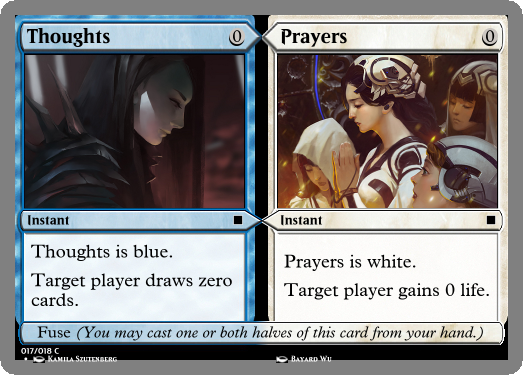 Thoughts 0
Instant
Thoughts is blue.
Target player draws zero
cards.
Prayers 0
Instant
Prayers is white.
Target player gains 0 life.
Fuse (You may cast one or both halves of this card from your hand.)
017/018 C
Kamila Szutenberg
Bayard Wu